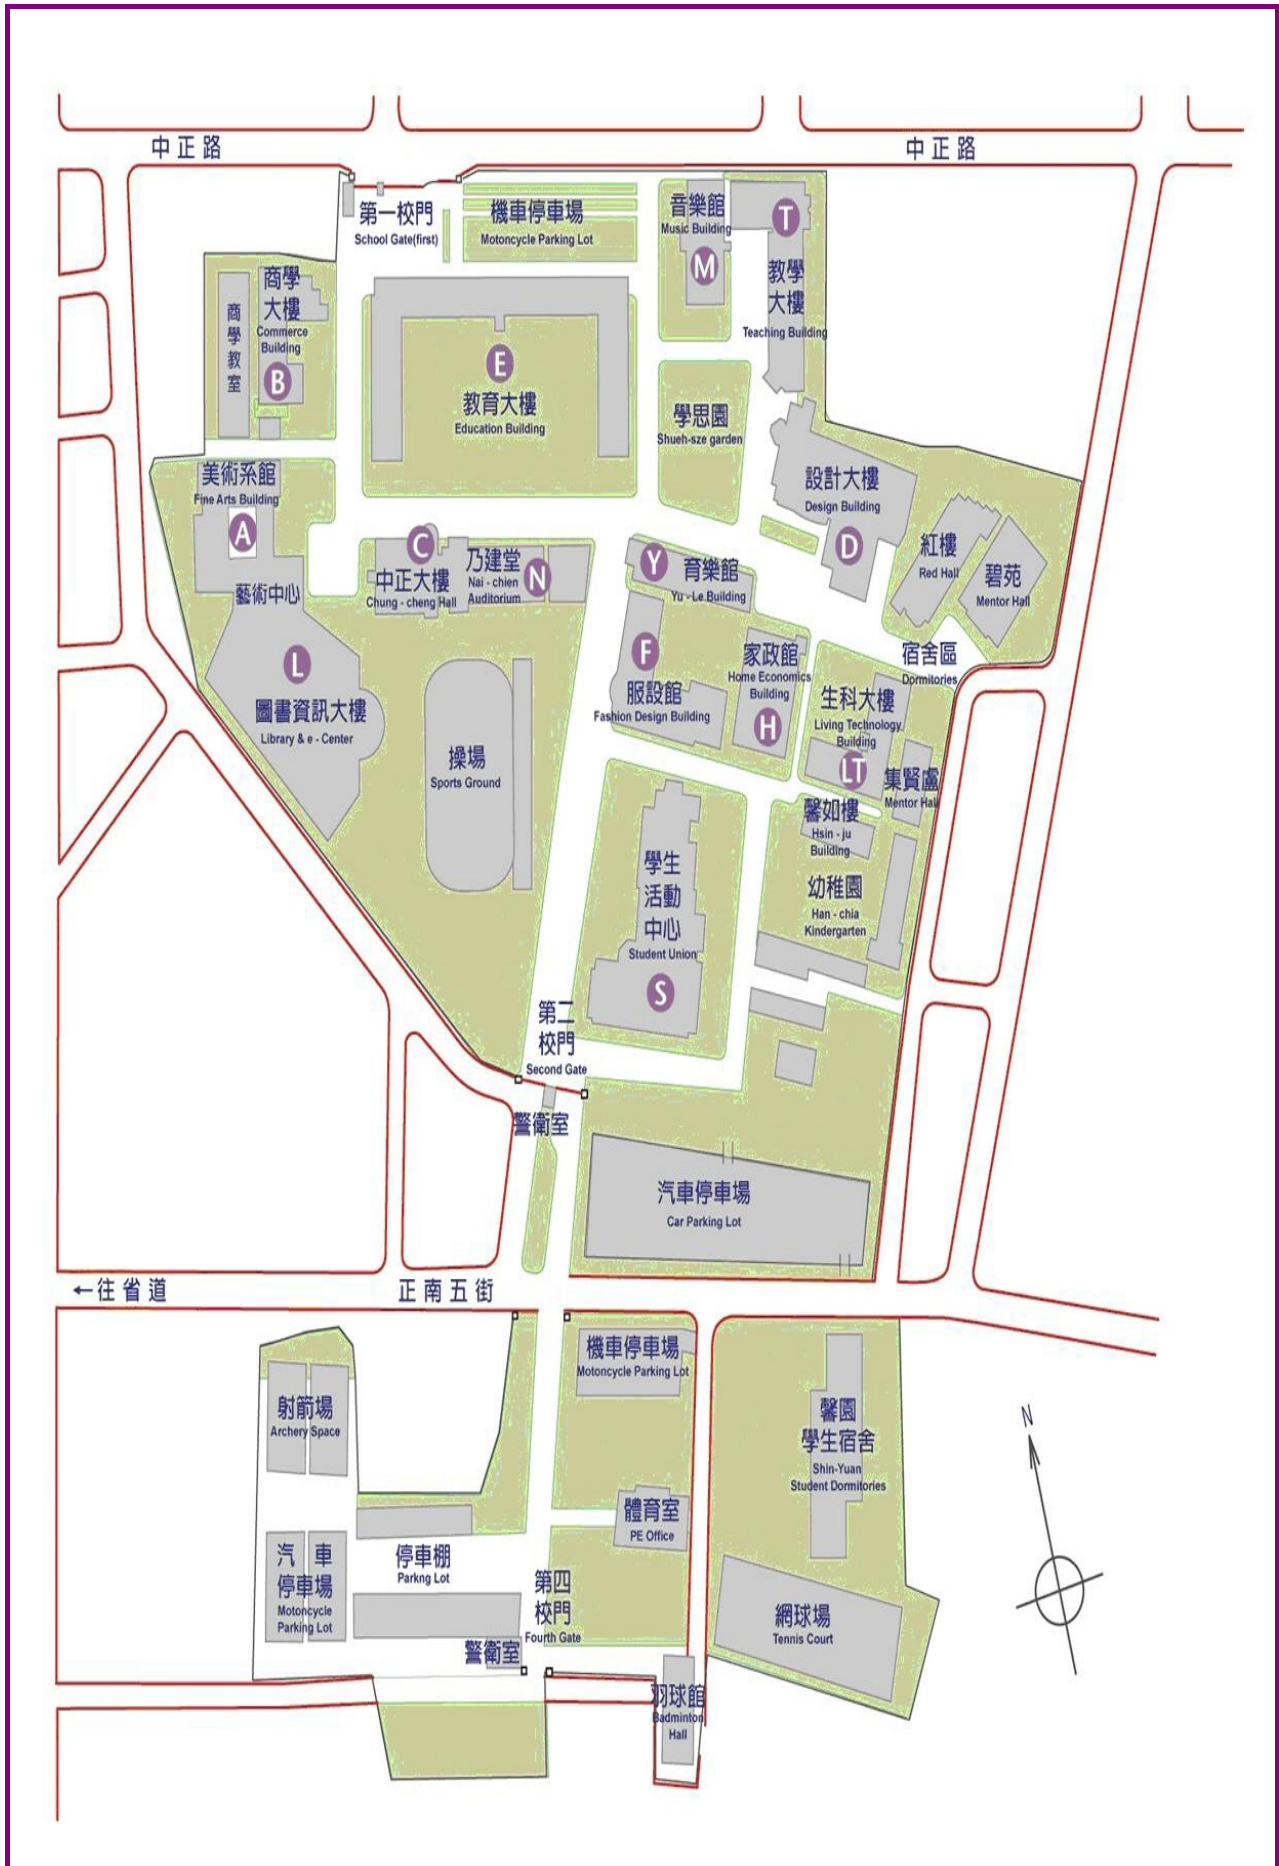 中正路
中正路
第一校門
School Gate(first)
機車停車場
Motoncycle Parking Lot
音樂館
Music Building
M
T
教學
大樓
Teaching Building
商學
大樓
Commerce
Building
B
商
學
教
室
E
教育大樓
Education Building
學思園
Shueh-sze garden
設計大樓
Design Building
D
美術系館
Fine Arts Building
A
藝術中心
C
中正大樓
Chung - cheng Hall
乃建堂
Nai - chien
Auditorium
N
Y
育樂館
Yu - Le Building
紅樓
Red Hall
碧苑
Mentor Hall
宿舍區
Dormitories
L
圖書資訊大樓
Library & e - Center
操場
Sports Ground
F
服設館
Fashion Design Building
家政館
Home Economics
Building
H
生科大樓
Living Technology
Building
LT
集賢盧
Mentor Hall
馨如樓
Hsin - ju
Building
幼稚園
Han - chia
Kindergarten
學生
活動
中心
Student Union
S
第二
校門
Second Gate
警衛室
汽車停車場
Car Parking Lot
←往省道
正南五街
機車停車場
Motoncycle Parking Lot
射箭場
Archery Space
馨園
學生宿舍
Shin-Yuan
Student Dormitories
N
體育室
PE Office
汽 車
停車場
Motoncycle
Parking Lot
停車棚
Parkng Lot
第四
校門
Fourth Gate
警衛室
網球場
Tennis Court
羽球館
Badminton
Hall